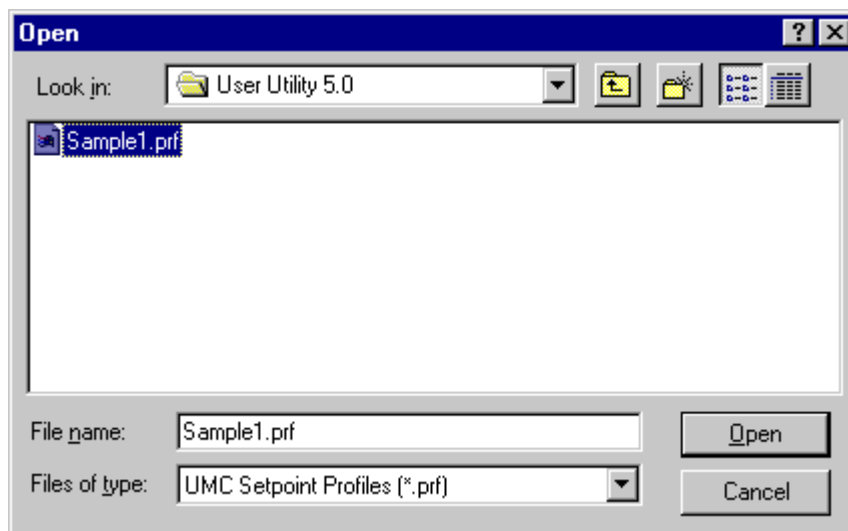 Open
Look in: User Utility 5.0
Sample1.prf
File name: Sample1.prf Open
Files of type: UMC Setpoint Profiles (*.prf) Cancel